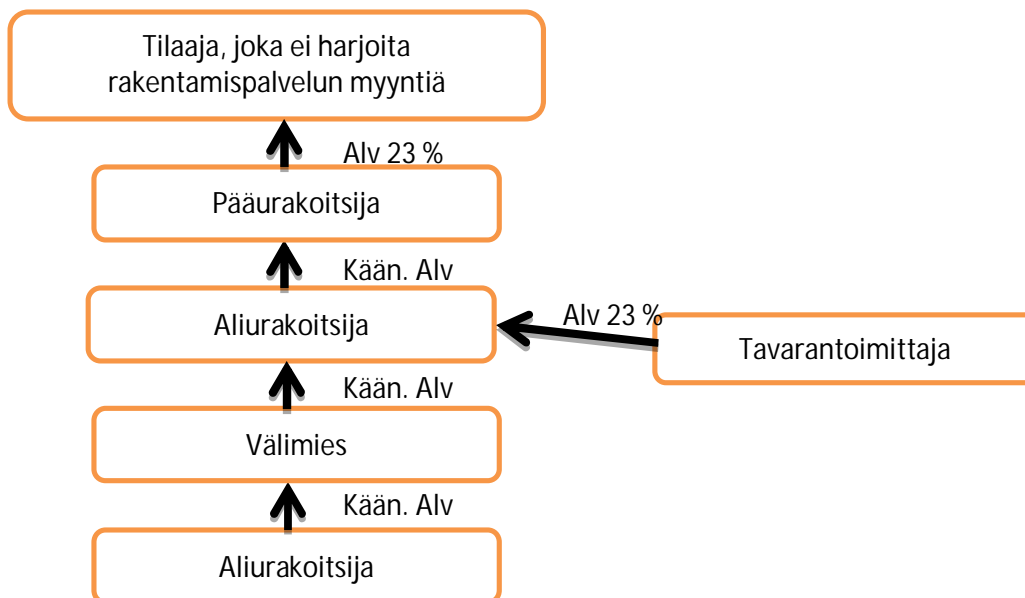 Tilaaja, joka ei harjoita
rakentamispalvelun myyntiä
Alv 23 %
Pääurakoitsija
Kään. Alv
Aliurakoitsija
Alv 23 %
Tavarantoimittaja
Kään. Alv
Välimies
Kään. Alv
Aliurakoitsija